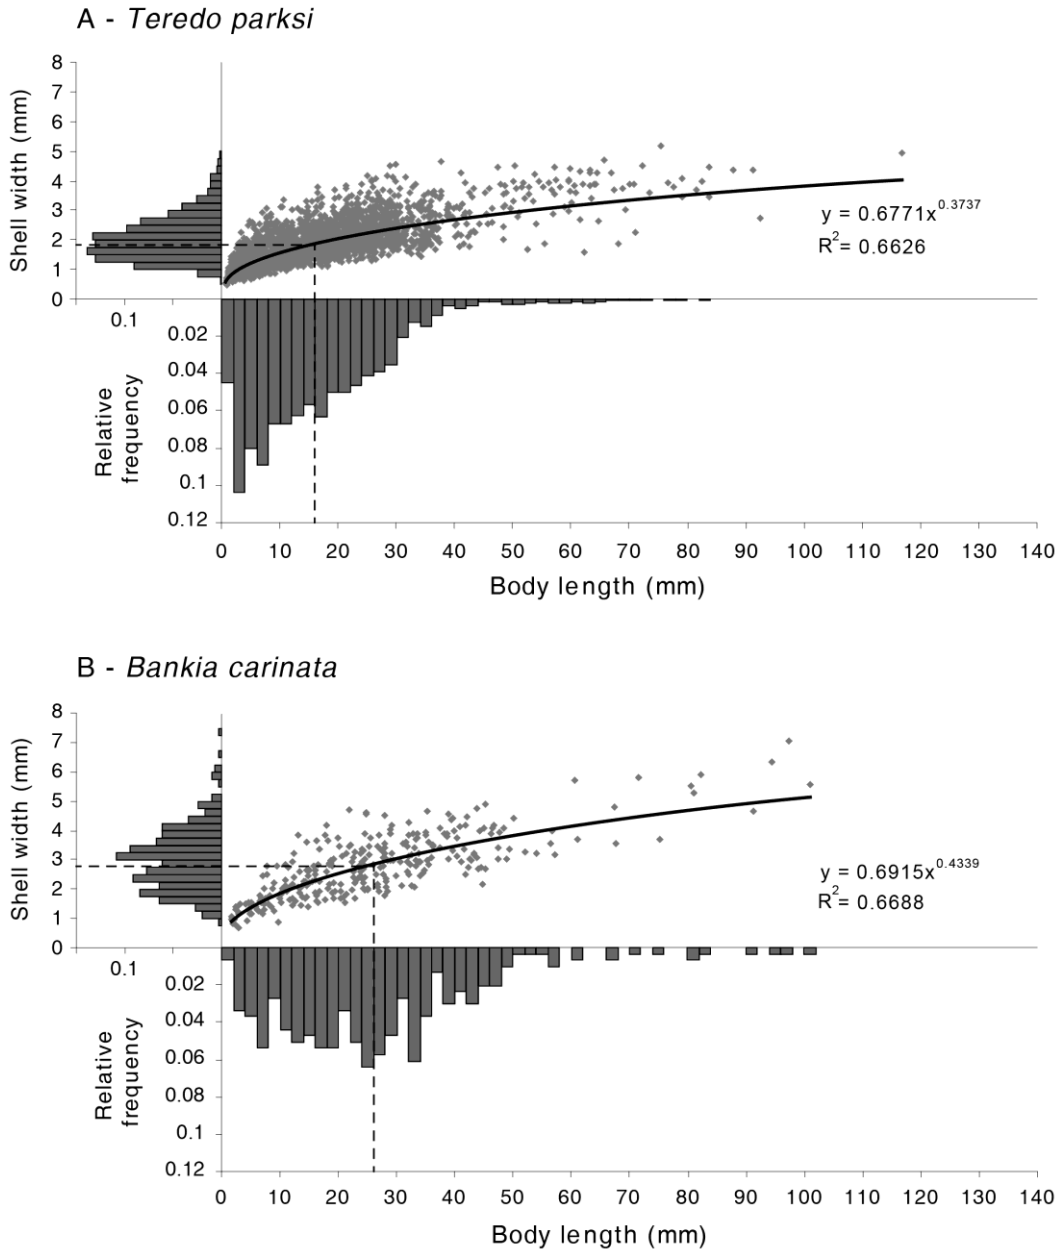 A - Teredo parksi
8
7
6
5
4
3
2
1
0
Shell width (mm)
y = 0.6771x^0.3737
R^2 = 0.6626
0.1
0.02
0.04
0.06
0.08
0.1
0.12
Relative frequency
0 10 20 30 40 50 60 70 80 90 100 110 120 130 140
Body length (mm)
B - Bankia carinata
8
7
6
5
4
3
2
1
0
Shell width (mm)
y = 0.6915x^0.4339
R^2 = 0.6688
0.1
0.02
0.04
0.06
0.08
0.1
0.12
Relative frequency
0 10 20 30 40 50 60 70 80 90 100 110 120 130 140
Body length (mm)